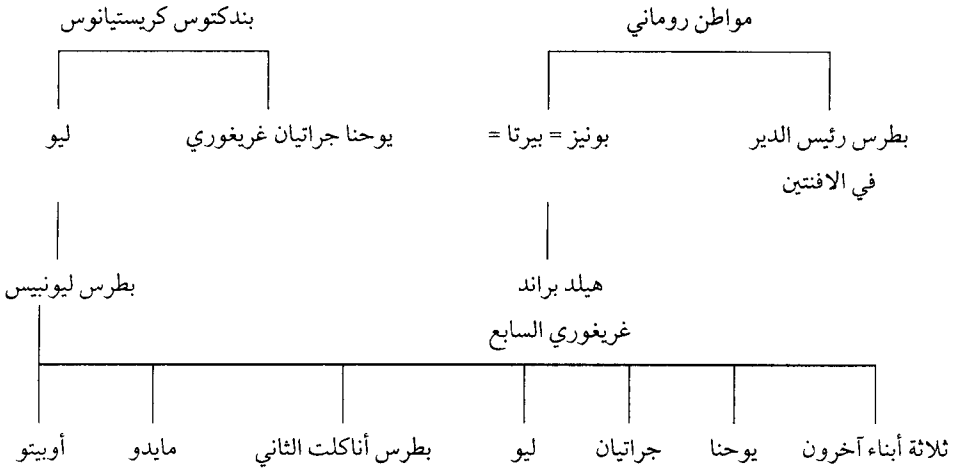 مواطن روماني
بندكتوس كريستيانوس
بطرس رئيس الدير
في الافنتين
بونيز = بيرتا =
يوحنا جراتيان غريغوري
ليو
هيلد براند
غريغوري السابع
بطرس ليونبيس
ثلاثة أبناء آخرون
يوحنا
جراتيان
ليو
بطرس أناكلت الثاني
مايدو
أوبيتو